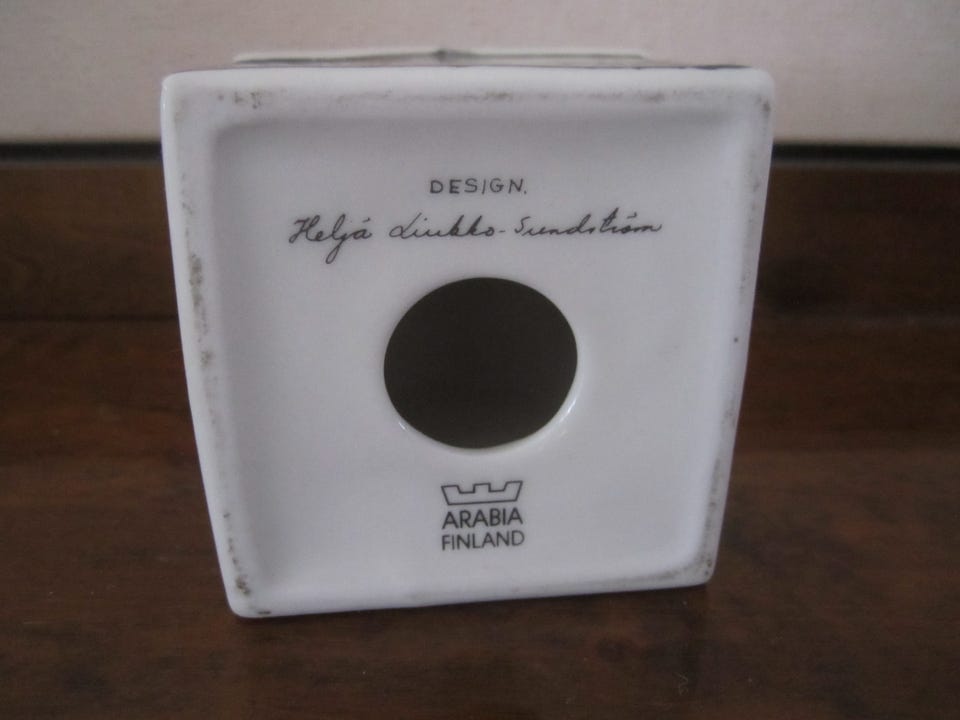 DESIGN.
Heljä Liukko-Sundström
ARABIA
FINLAND